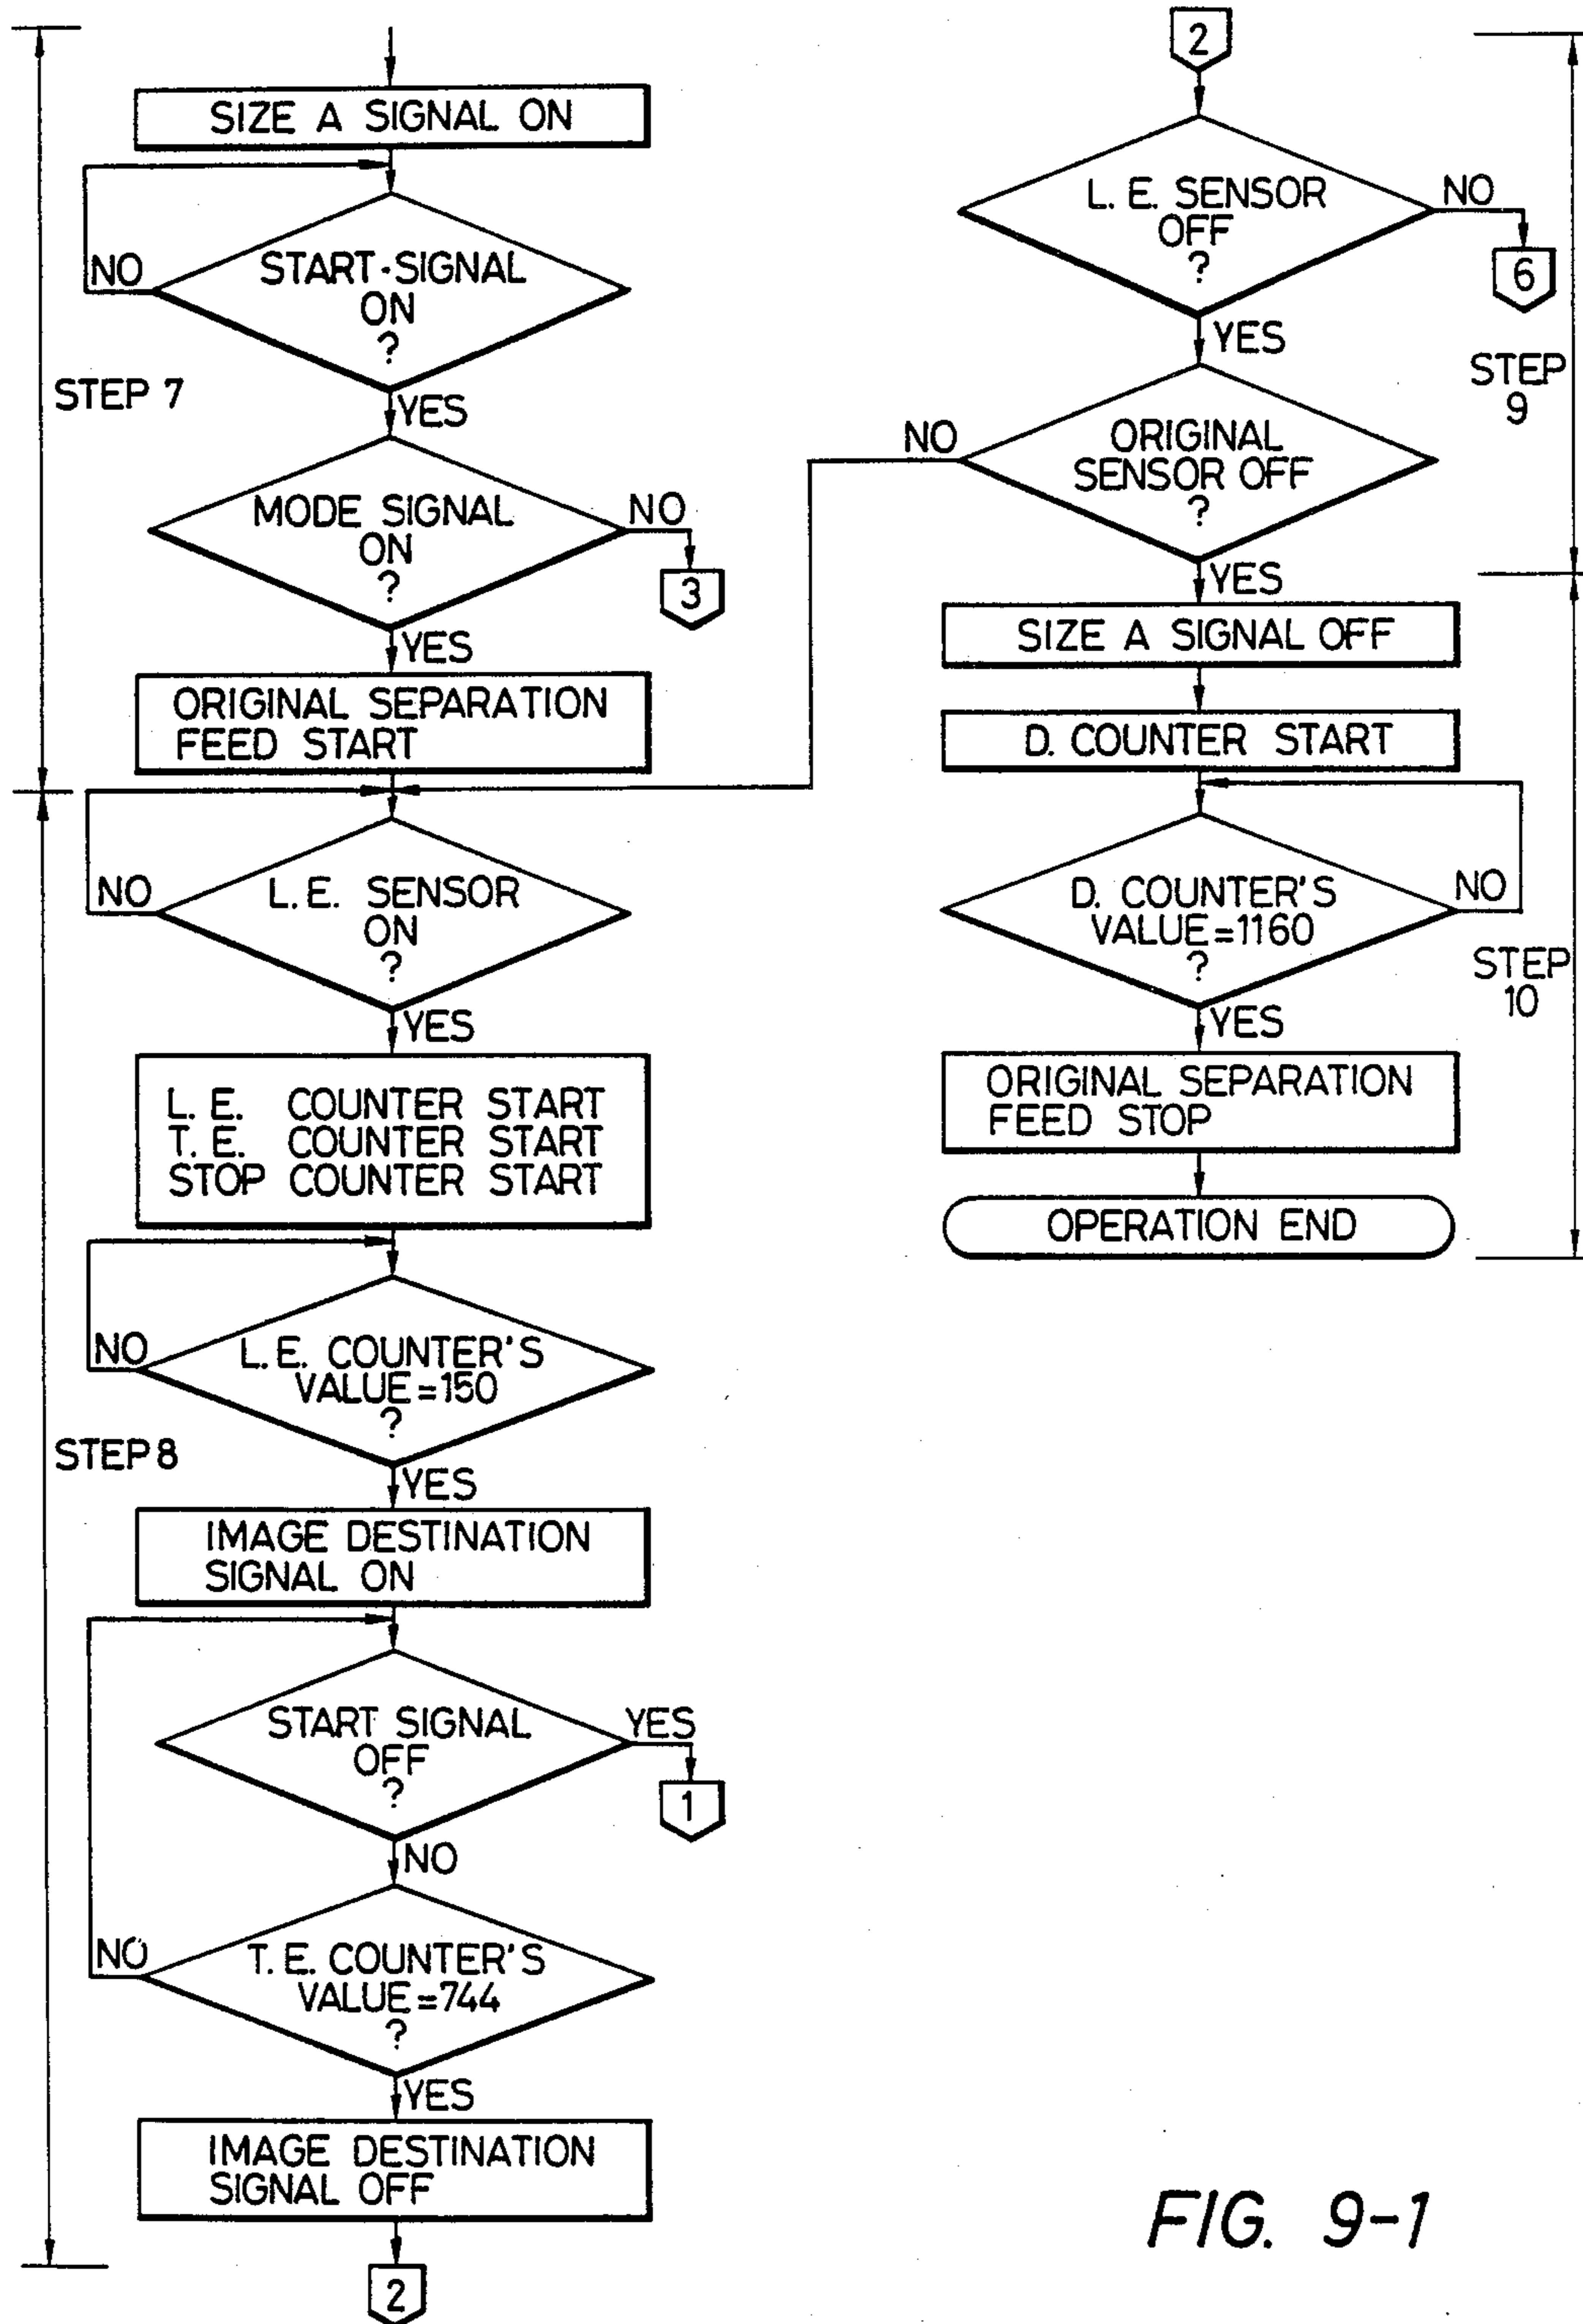 SIZE A SIGNAL ON
NO
START-SIGNAL
ON
?
STEP 7
YES
MODE SIGNAL
ON
?
NO
3
YES
ORIGINAL SEPARATION
FEED START
NO
L. E. SENSOR
ON
?
YES
L. E. COUNTER START
T. E. COUNTER START
STOP COUNTER START
NO
L. E. COUNTER'S
VALUE=150
?
STEP 8
YES
IMAGE DESTINATION
SIGNAL ON
START SIGNAL
OFF
?
YES
1
NO
NO
T. E. COUNTER'S
VALUE=744
?
YES
IMAGE DESTINATION
SIGNAL OFF
2
2
L. E. SENSOR
OFF
?
NO
6
YES
STEP
9
NO
ORIGINAL
SENSOR OFF
?
YES
SIZE A SIGNAL OFF
D. COUNTER START
D. COUNTER'S
VALUE=1160
?
NO
STEP
10
YES
ORIGINAL SEPARATION
FEED STOP
OPERATION END
FIG. 9-1